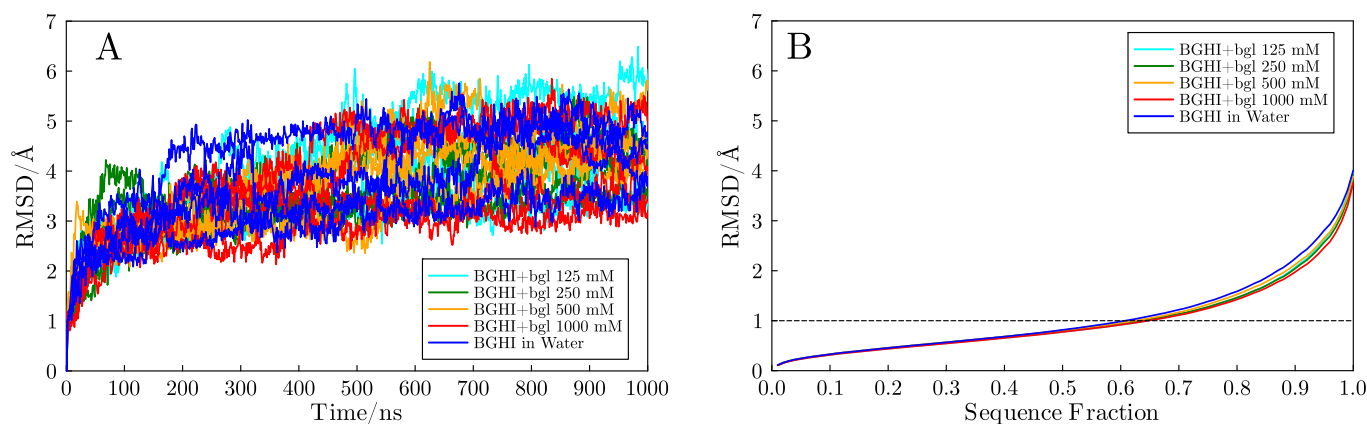 A
RMSD/Å
7
6
5
4
3
2
1
0
BGHI+bgl 125 mM
BGHI+bgl 250 mM
BGHI+bgl 500 mM
BGHI+bgl 1000 mM
BGHI in Water
0 100 200 300 400 500 600 700 800 900 1000
Time/ns
B
RMSD/Å
7
6
5
4
3
2
1
0
BGHI+bgl 125 mM
BGHI+bgl 250 mM
BGHI+bgl 500 mM
BGHI+bgl 1000 mM
BGHI in Water
0.0 0.1 0.2 0.3 0.4 0.5 0.6 0.7 0.8 0.9 1.0
Sequence Fraction